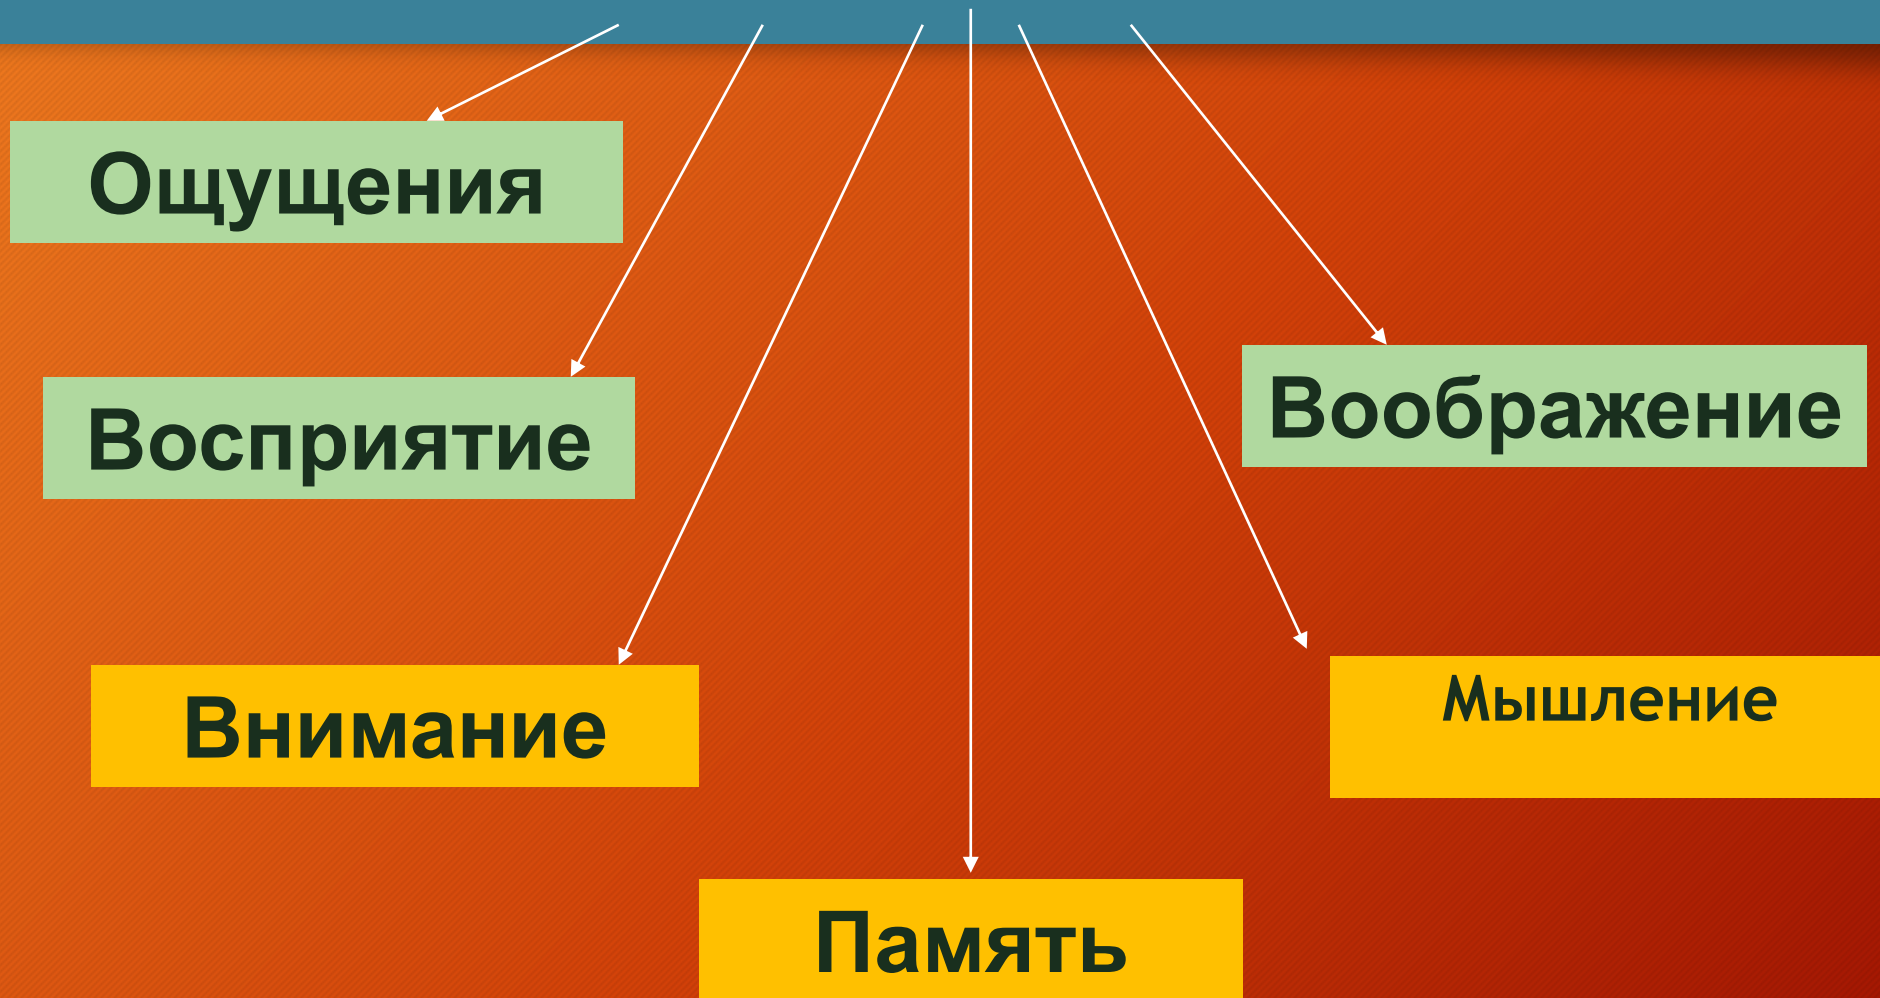 Ощущения
Восприятие
Воображение
Внимание
Мышление
Память